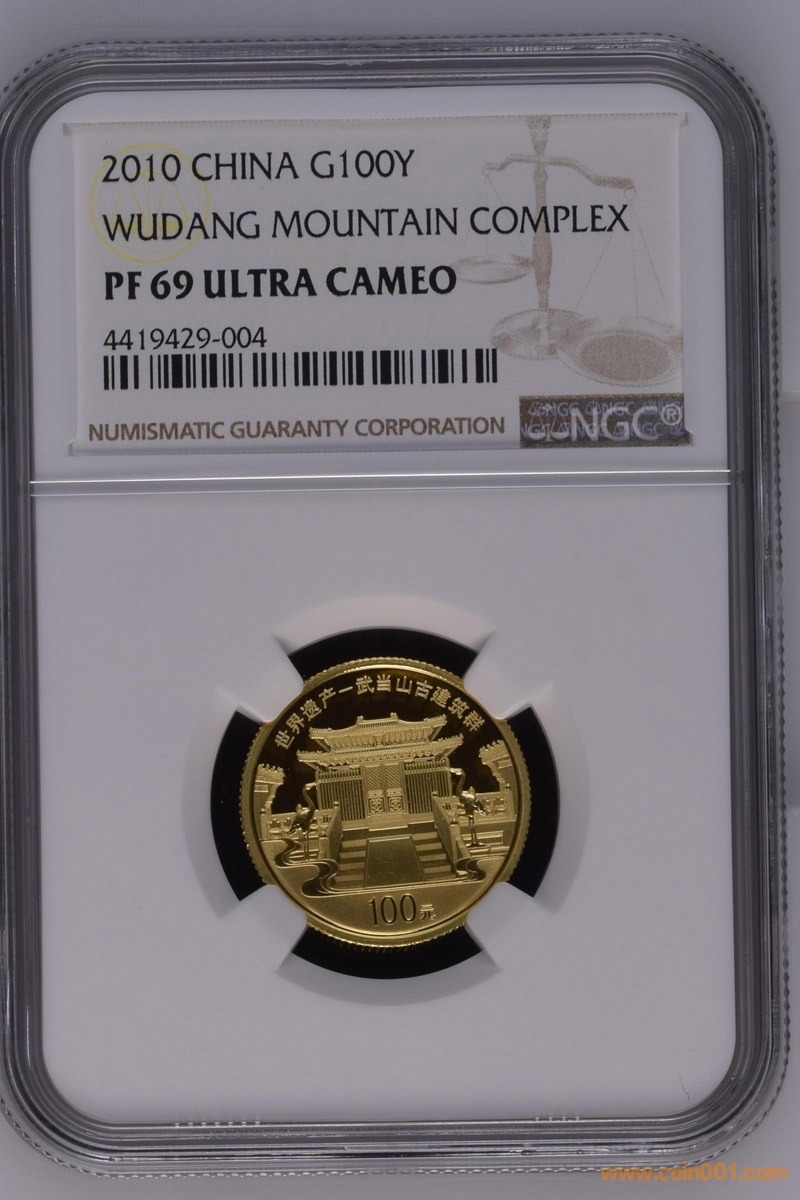 2010 CHINA G100Y
WUDANG MOUNTAIN COMPLEX
PF 69 ULTRA CAMEO
4419429-004
NUMISMATIC GUARANTY CORPORATION
NGC®
世界遗产—武当山古建筑群
100元
www.coin001.com